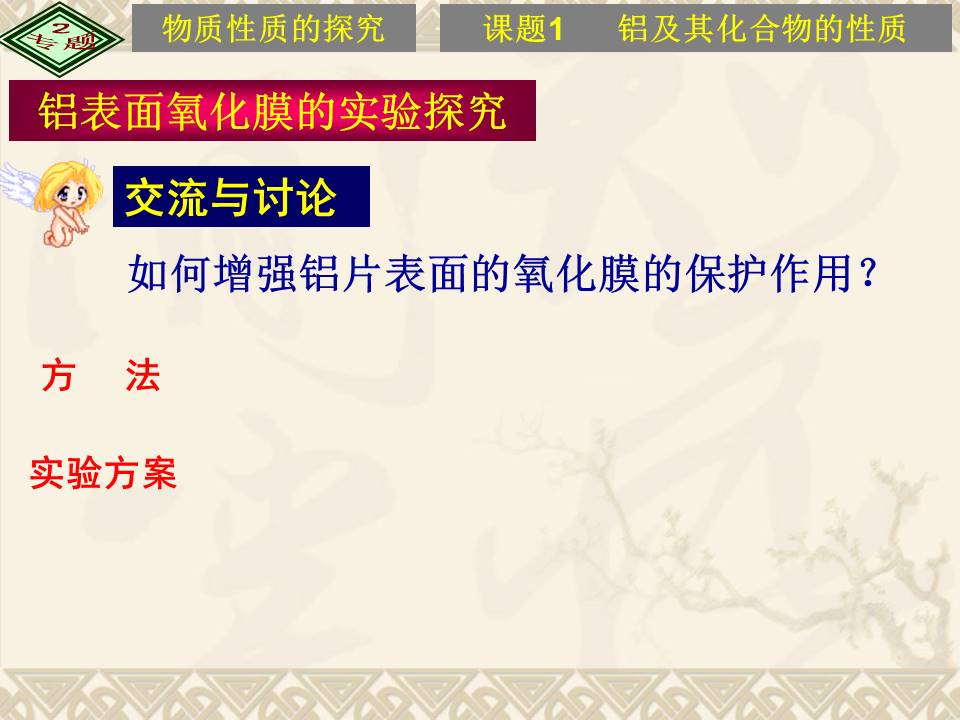 2
专题
物质性质的探究
课题1 铝及其化合物的性质
铝表面氧化膜的实验探究
交流与讨论
如何增强铝片表面的氧化膜的保护作用？
方 法
实验方案